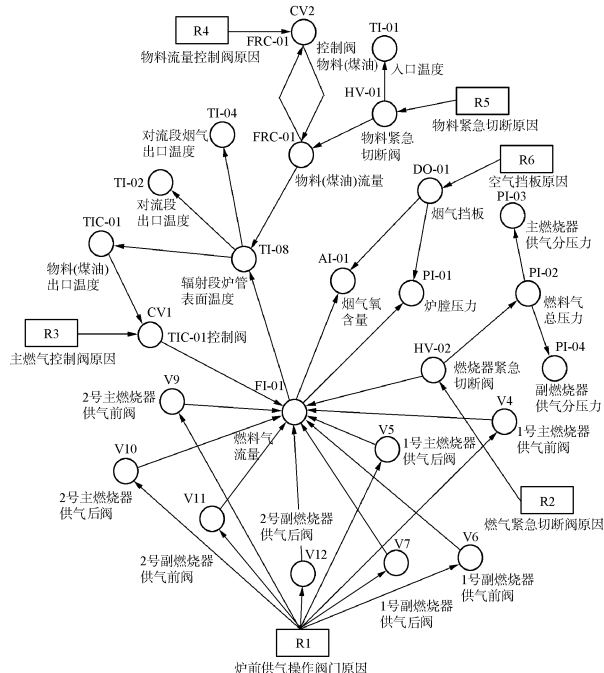 CV2
TI-01
R4
FRC-01
控制阀
物料(煤油)
物料流量控制阀原因
入口温度
HV-01
R5
TI-04
对流段烟气
出口温度
FRC-01
物料紧急
切断阀
物料紧急切断原因
R6
物料(煤油)流量
DO-01
空气挡板原因
TI-02
对流段
出口温度
PI-03
烟气挡板
主燃烧器
供气分压力
TIC-01
TI-08
AI-01
物料(煤油)
出口温度
辐射段炉管
表面温度
烟气氧
含量
PI-01
炉膛压力
PI-02
燃料气
总压力
CV1
R3
TIC-01控制阀
主燃气控制阀原因
HV-02
燃烧器紧急
切断阀
PI-04
副燃烧器
供气分压力
V9
FI-01
2号主燃烧器
供气前阀
V4
燃料气
流量
V5
1号主燃烧器
供气后阀
1号主燃烧器
供气前阀
V10
2号主燃烧器
供气后阀
R2
燃气紧急切断阀原因
V11
2号副燃烧器
供气后阀
V6
V7
V12
2号副燃烧器
供气前阀
1号副燃烧器
供气前阀
1号副燃烧器
供气后阀
R1
炉前供气操作阀门原因